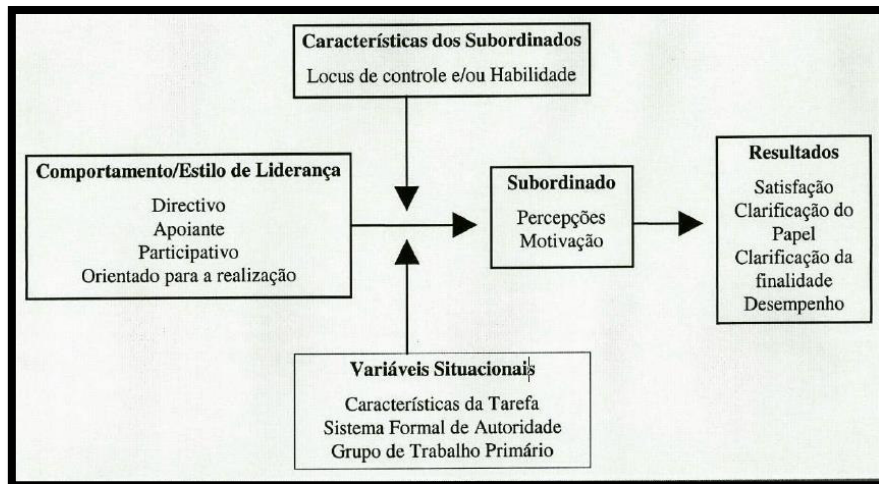 Características dos Subordinados
Locus de controle e/ou Habilidade
Comportamento/Estilo de Liderança
Directivo
Apoiante
Participativo
Orientado para a realização
Subordinado
Percepções
Motivação
Resultados
Satisfação
Clarificação do
Papel
Clarificação da
finalidade
Desempenho
Variáveis Situacionais
Características da Tarefa
Sistema Formal de Autoridade
Grupo de Trabalho Primário